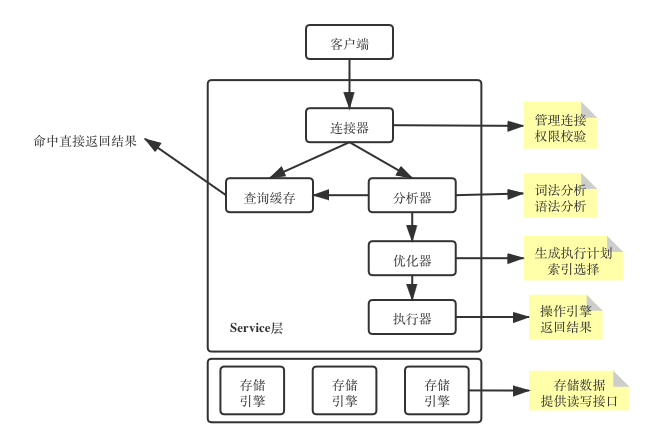 客户端
连接器
管理连接
权限校验
命中直接返回结果
查询缓存
分析器
词法分析
语法分析
优化器
生成执行计划
索引选择
执行器
操作引擎
返回结果
Service层
存储
引擎
存储
引擎
存储
引擎
存储数据
提供读写接口